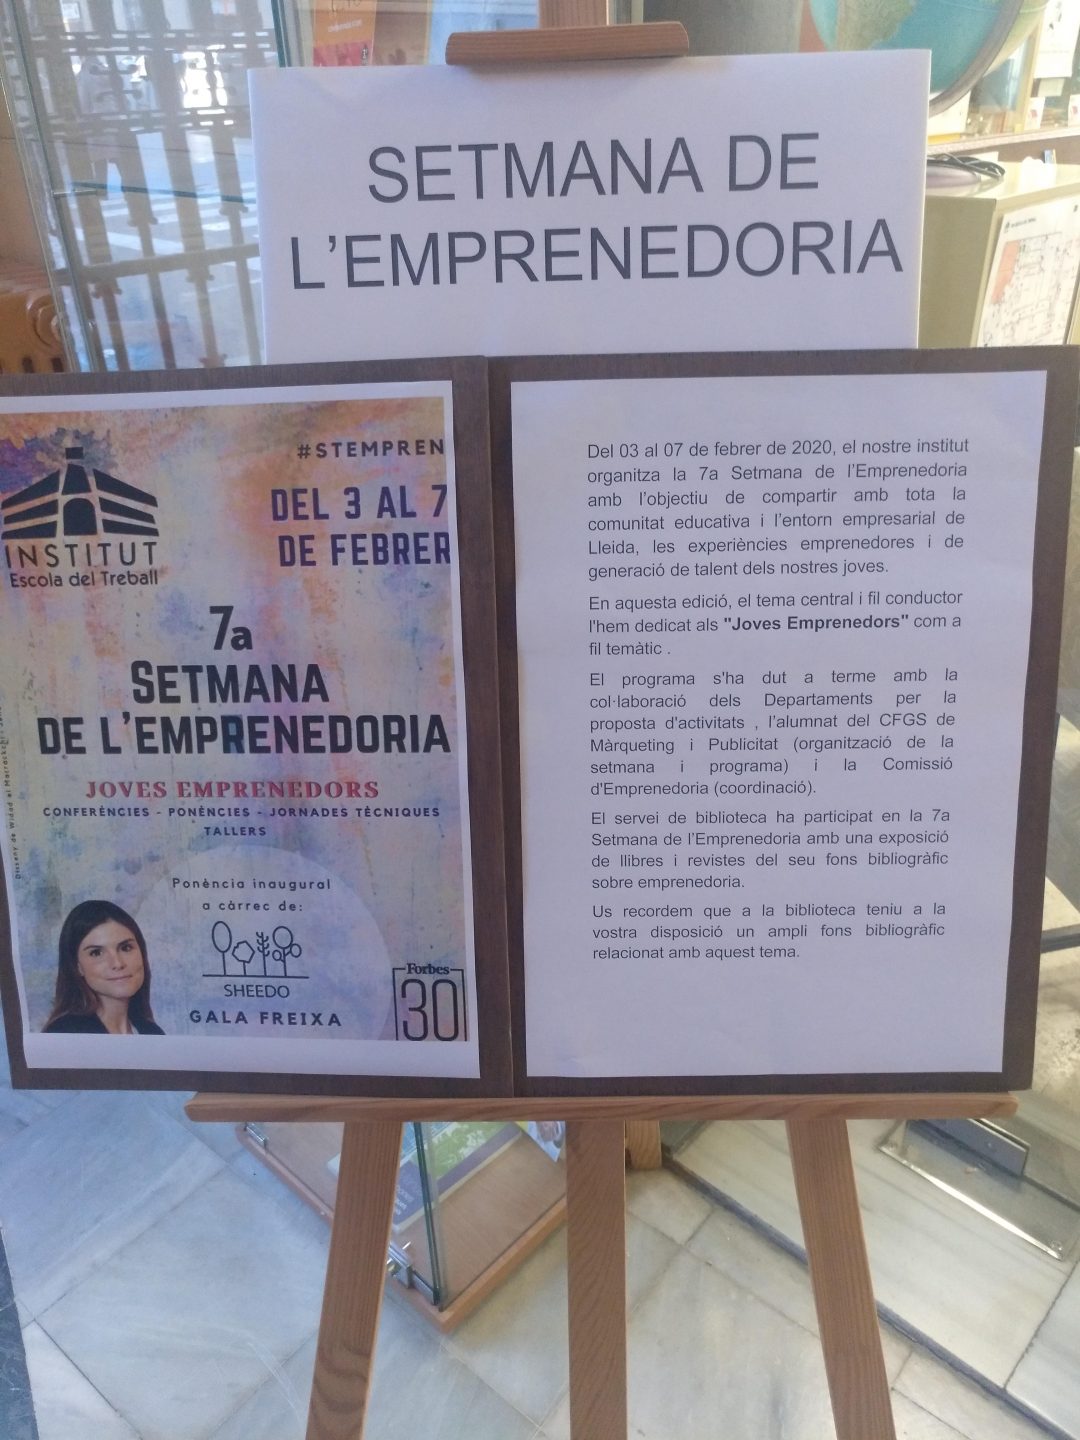 SETMANA DE
L'EMPRENEDORIA
#STEMPREN
DEL 3 AL 7
DE FEBRER
INSTITUT
Escola del Treball
7a
SETMANA
DE L'EMPRENEDORIA
JOVES EMPRENEDORS
CONFERÈNCIES - PONÈNCIES - JORNADES TÈCNIQUES
TALLERS
Ponència inaugural
a càrrec de:
SHEEDO
GALA FREIXA
Forbes
30
Del 03 al 07 de febrer de 2020, el nostre institut
organitza la 7a Setmana de l'Emprenedoria
amb l'objectiu de compartir amb tota la
comunitat educativa i l'entorn empresarial de
Lleida, les experiències emprenedores i de
generació de talent dels nostres joves.
En aquesta edició, el tema central i fil conductor
l'hem dedicat als "Joves Emprenedors" com a
fil temàtic .
El programa s'ha dut a terme amb la
col·laboració dels Departaments per la
proposta d'activitats , l'alumnat del CFGS de
Màrqueting i Publicitat (organització de la
setmana i programa) i la Comissió
d'Emprenedoria (coordinació).
El servei de biblioteca ha participat en la 7a
Setmana de l'Emprenedoria amb una exposició
de llibres i revistes del seu fons bibliogràfic
sobre emprenedoria.
Us recordem que a la biblioteca teniu a la
vostra disposició un ampli fons bibliogràfic
relacionat amb aquest tema.